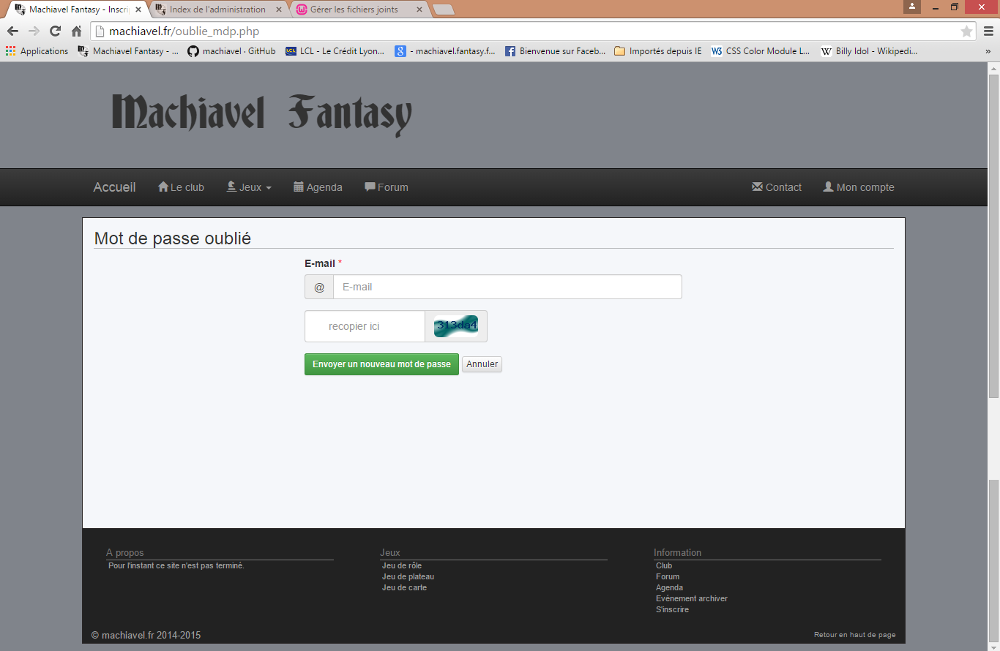 Machiavel Fantasy - Inscri
Index de l'administration
Gérer les fichiers joints
machiavel.fr/oublie_mdp.php
Applications
Machiavel Fantasy - ...
machiavel · GitHub
LCL - Le Crédit Lyon...
- machiavel.fantasy.f...
Bienvenue sur Faceb...
Importés depuis IE
W3 CSS Color Module L...
W Billy Idol - Wikipedi...
»
Machiavel Fantasy
Accueil
Le club
Jeux
Agenda
Forum
Contact
Mon compte
Mot de passe oublié
E-mail *
@ E-mail
recopier ici
313da4
Envoyer un nouveau mot de passe
Annuler
A propos
Pour l'instant ce site n'est pas terminé.
Jeux
Jeu de rôle
Jeu de plateau
Jeu de carte
Information
Club
Forum
Agenda
Evénement archiver
S'inscrire
© machiavel.fr 2014-2015
Retour en haut de page